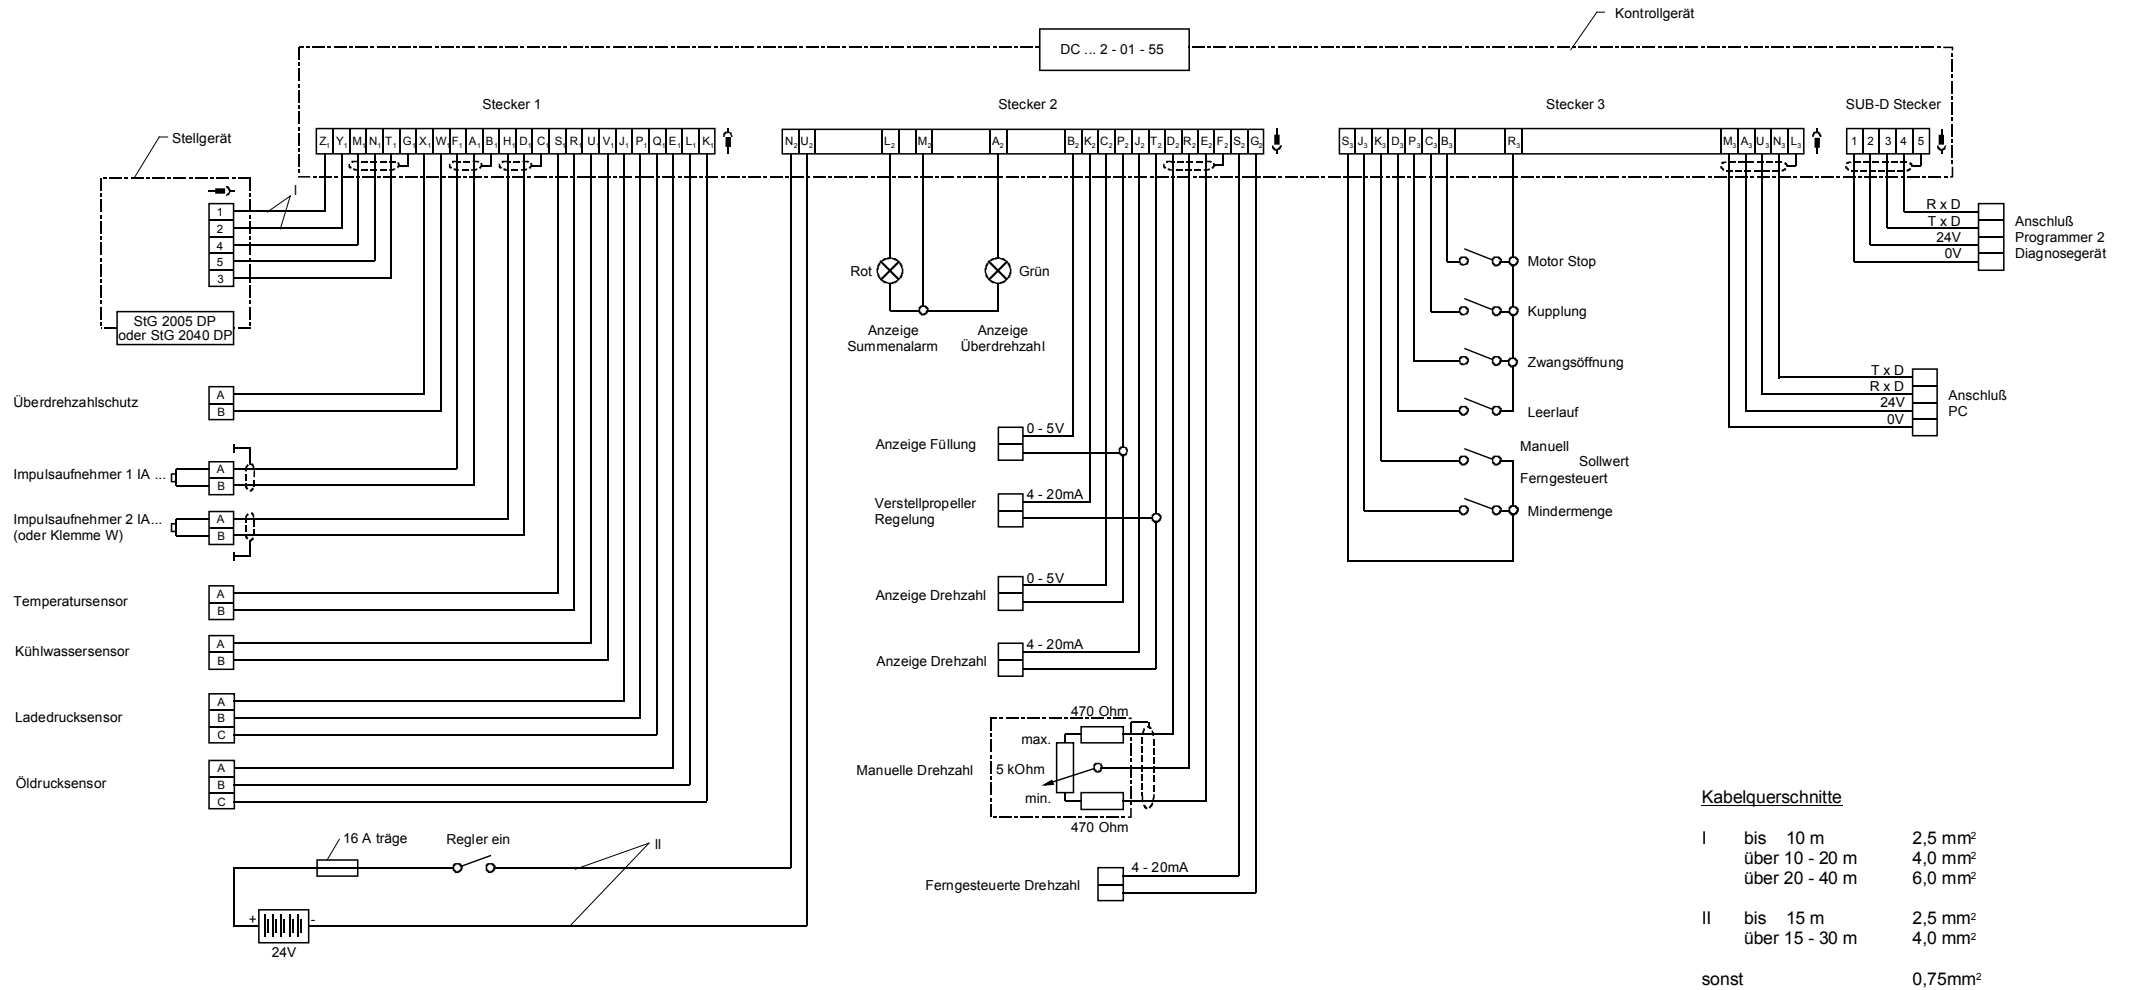 Kontrollgerät
DC ... 2 - 01 - 55
Stecker 1
Stecker 2
Stecker 3
SUB-D Stecker
Stellgerät
Z1 Y1 M1 N1 T1 G1 X1 W1 F1 A1 B1 H1 D1 C1 S1 R1 U1 V1 J1 P1 Q1 E1 L1 K1
N2 U2 L2 M2 A2 B2 K2 C2 P2 J2 T2 D2 R2 E2 F2 S2 G2
S3 J3 K3 D3 P3 C3 B3 R3 M3 A3 U3 N3 L3
1 2 3 4 5
I
1
2
4
5
3
StG 2005 DP
oder StG 2040 DP
Überdrehzahlschutz
A
B
Impulsaufnehmer 1 IA ...
A
B
Impulsaufnehmer 2 IA...
(oder Klemme W)
A
B
Temperatursensor
A
B
Kühlwassersensor
A
B
Ladedrucksensor
A
B
C
Öldrucksensor
A
B
C
16 A träge
Regler ein
II
+
-
24V
Rot
Grün
Anzeige
Summenalarm
Anzeige
Überdrehzahl
Anzeige Füllung
0 - 5V
Verstellpropeller
Regelung
4 - 20mA
Anzeige Drehzahl
0 - 5V
Anzeige Drehzahl
4 - 20mA
Manuelle Drehzahl
470 Ohm
max.
5 kOhm
min.
470 Ohm
Ferngesteuerte Drehzahl
4 - 20mA
Motor Stop
Kupplung
Zwangsöffnung
Leerlauf
Manuell
Sollwert
Ferngesteuert
Mindermenge
R x D
T x D
24V
0V
Anschluß
Programmer 2
Diagnosegerät
T x D
R x D
24V
0V
Anschluß
PC
Kabelquerschnitte
I bis 10 m 2,5 mm²
über 10 - 20 m 4,0 mm²
über 20 - 40 m 6,0 mm²
II bis 15 m 2,5 mm²
über 15 - 30 m 4,0 mm²
sonst 0,75mm²